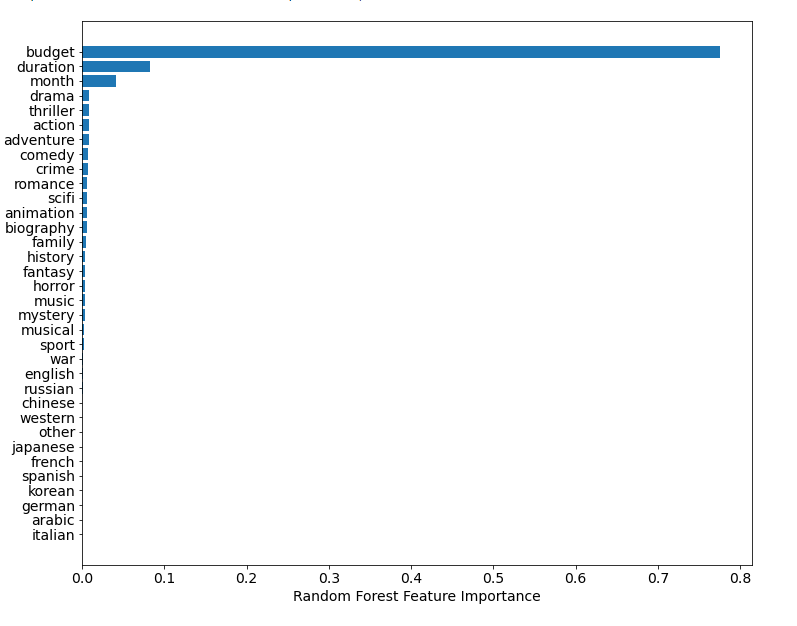 budget
duration
month
drama
thriller
action
adventure
comedy
crime
romance
scifi
animation
biography
family
history
fantasy
horror
music
mystery
musical
sport
war
english
russian
chinese
western
other
japanese
french
spanish
korean
german
arabic
italian
0.0 0.1 0.2 0.3 0.4 0.5 0.6 0.7 0.8
Random Forest Feature Importance